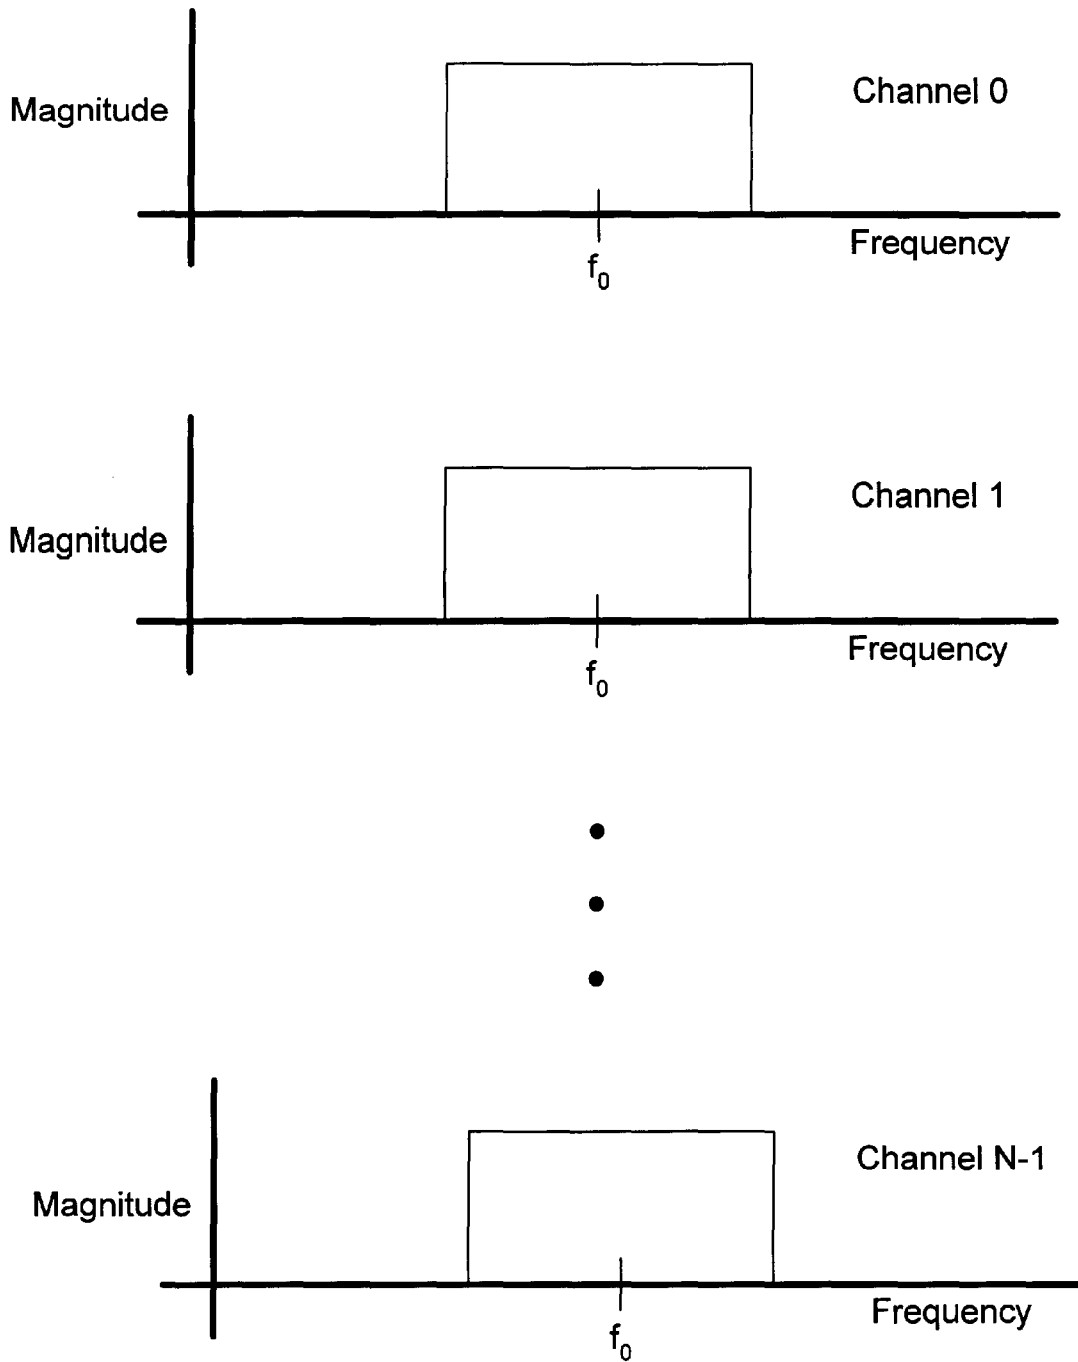 Channel 0
Magnitude
Frequency
f₀
Channel 1
Magnitude
Frequency
f₀
Channel N-1
Magnitude
Frequency
f₀